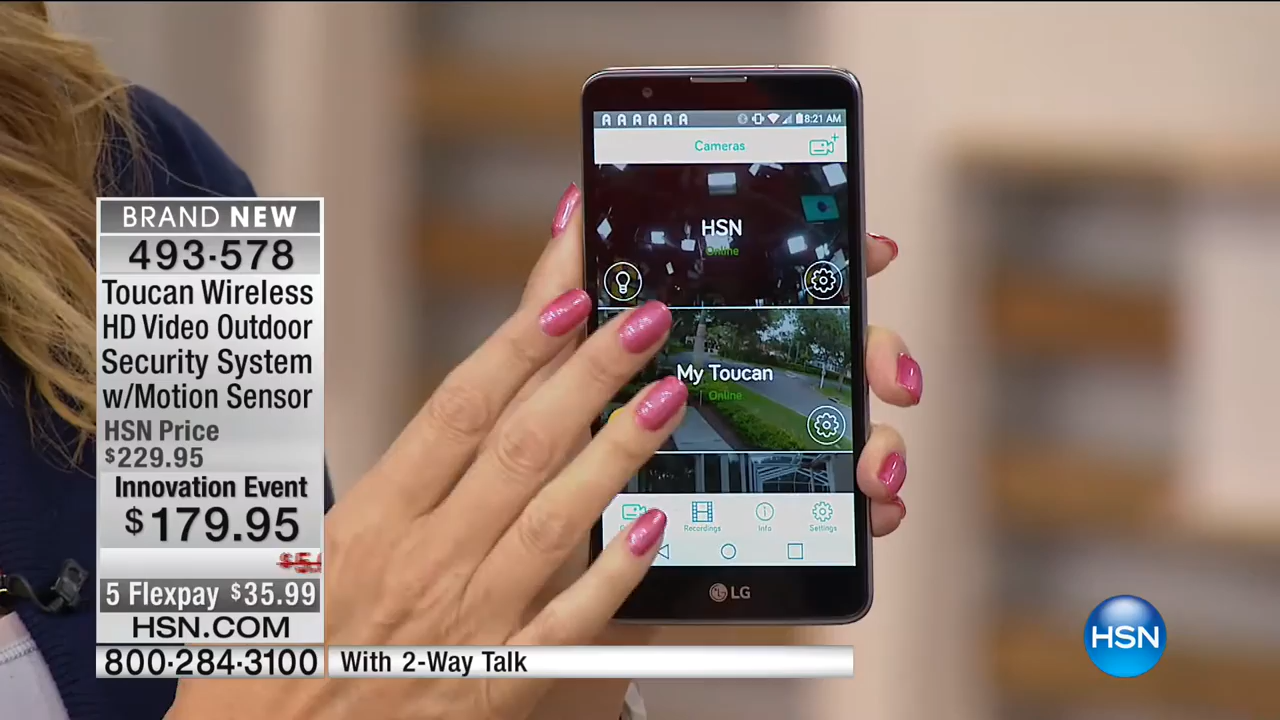 BRAND NEW
493-578
Toucan Wireless
HD Video Outdoor
Security System
w/Motion Sensor
HSN Price
$229.95
Innovation Event
$179.95
5 Flexpay $35.99
HSN.COM
800-284-3100
With 2-Way Talk
8:21 AM
Cameras
HSN
Online
My Toucan
Online
Recordings
Info
Settings
LG
HSN